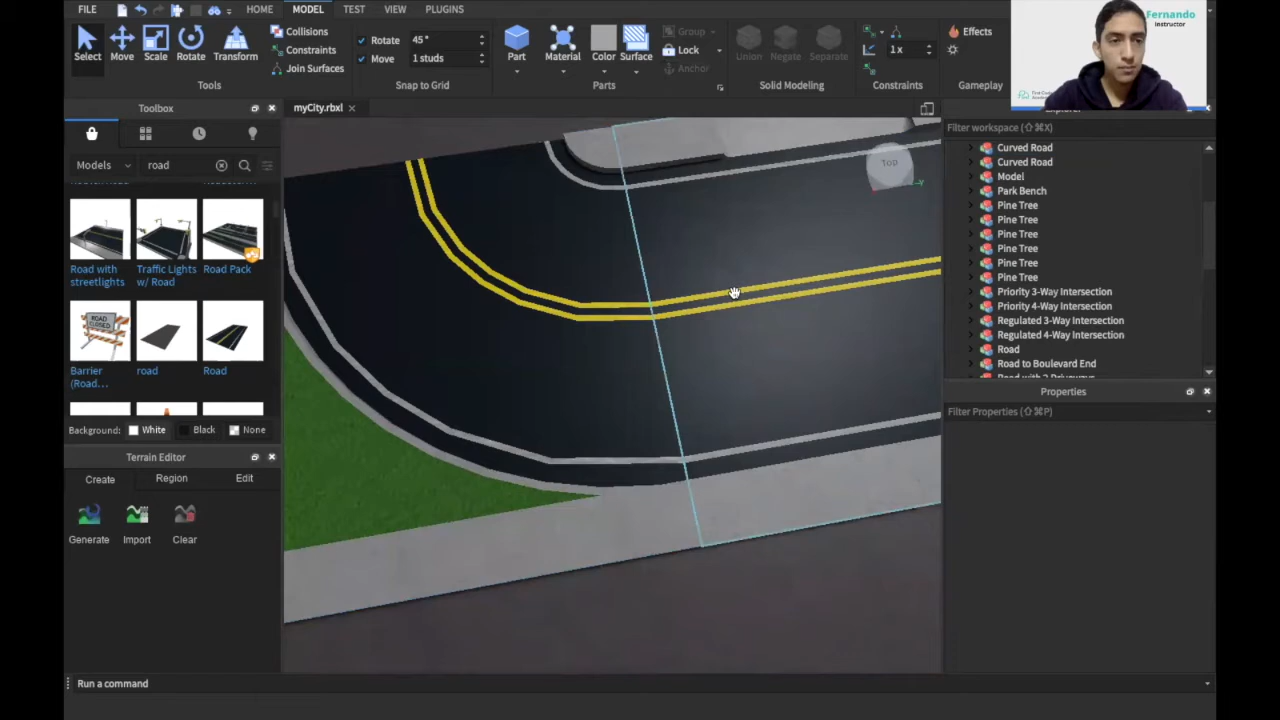 FILE HOME MODEL TEST VIEW PLUGINS
Select Move Scale Rotate Transform
Collisions
Constraints
Join Surfaces
Tools
Rotate 45 °
Move 1 studs
Snap to Grid
Part Material Color Surface
Group
Lock
Anchor
Parts
Union Negate Separate
Solid Modeling
1 x
Constraints
Effects
Gameplay
Fernando
Instructor
Toolbox
Models road
Road with
streetlights
Traffic Lights
w/ Road
Road Pack
ROAD
CLOSED
Barrier
(Road...
road
Road
Background: White Black None
Terrain Editor
Create Region Edit
Generate Import Clear
myCity.rbxl
TOP
Filter workspace (⇧⌘X)
Curved Road
Curved Road
Model
Park Bench
Pine Tree
Pine Tree
Pine Tree
Pine Tree
Pine Tree
Pine Tree
Priority 3-Way Intersection
Priority 4-Way Intersection
Regulated 3-Way Intersection
Regulated 4-Way Intersection
Road
Road to Boulevard End
Properties
Filter Properties (⇧⌘P)
Run a command